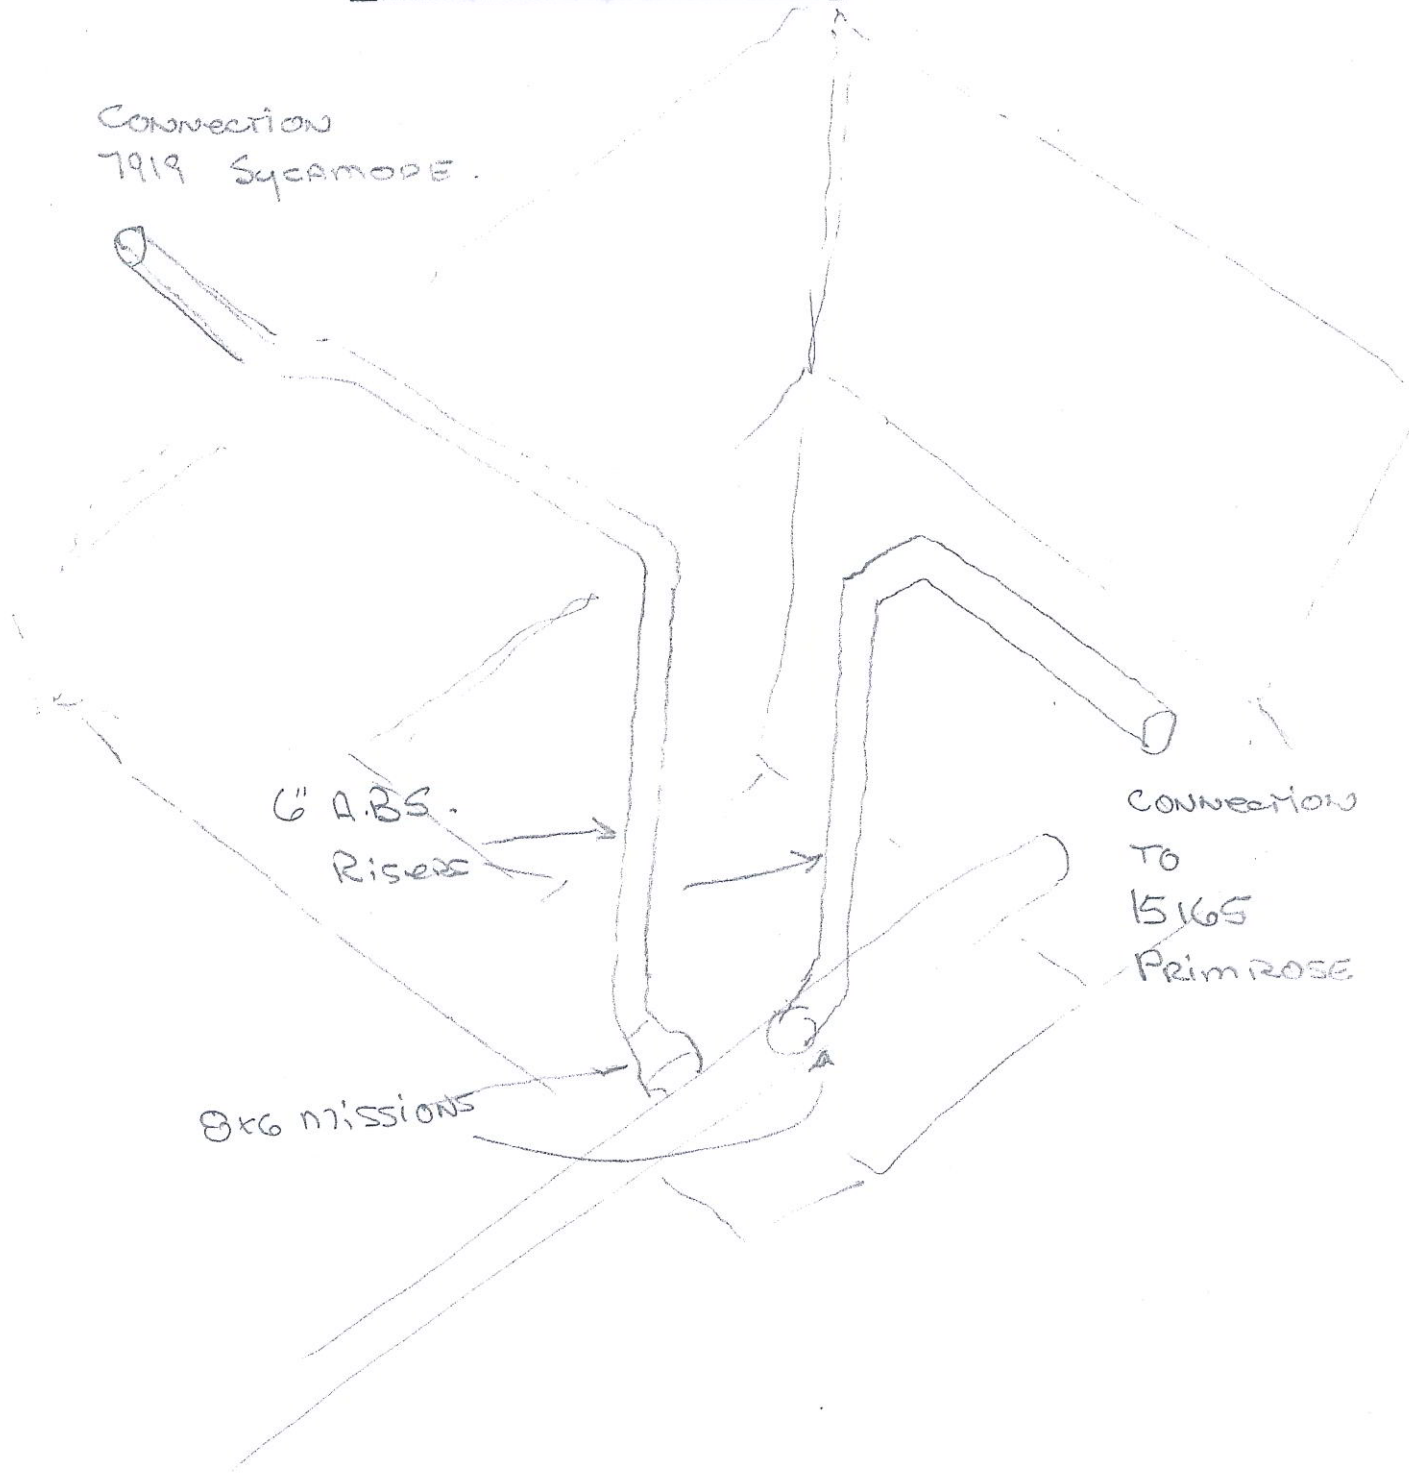 CONNECTION
7919 SYCAMORE.
6" A.B.S.
RISERS
CONNECTION
TO
15165
PRIMROSE
8x6 MISSIONS